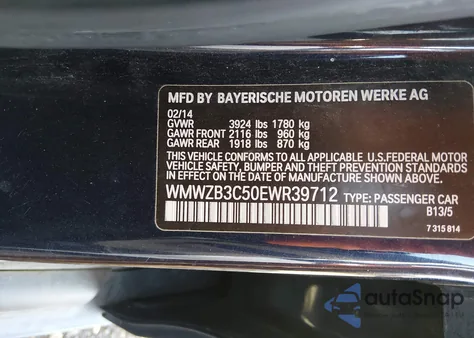 MFD BY BAYERISCHE MOTOREN WERKE AG
02/14
GVWR 3924 lbs 1780 kg
GAWR FRONT 2116 lbs 960 kg
GAWR REAR 1918 lbs 870 kg
THIS VEHICLE CONFORMS TO ALL APPLICABLE U.S.FEDERAL MOTOR
VEHICLE SAFETY, BUMPER AND THEFT PREVENTION STANDARDS
IN EFFECT ON THE DATE OF MANUFACTURE SHOWN ABOVE.
WMWZB3C50EWR39712 TYPE: PASSENGER CAR
B13/5
7 315 814
autoSnap